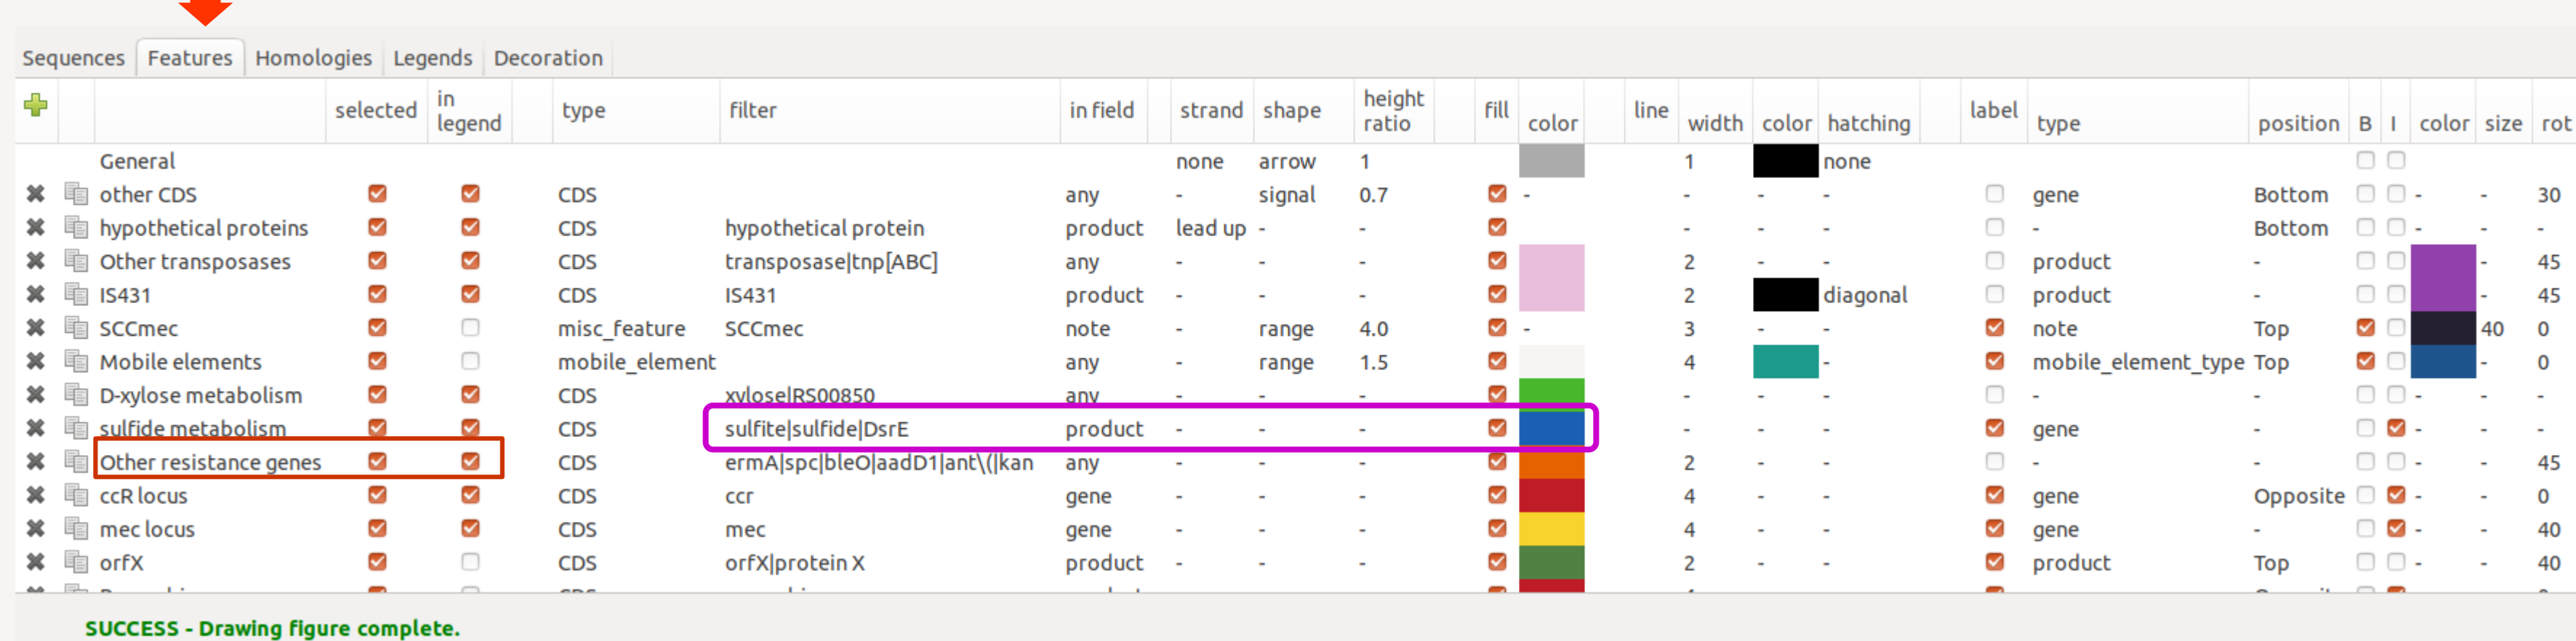 Sequences Features Homologies Legends Decoration
selected in legend type filter in field strand shape height ratio fill color line width color hatching label type position B I color size rot
General none arrow 1 1 none
other CDS CDS any - signal 0.7 - - - - gene Bottom - - 30
hypothetical proteins CDS hypothetical protein product lead up - - - - - - Bottom - - -
Other transposases CDS transposase|tnp[ABC] any - - - 2 - - product - - 45
IS431 CDS IS431 product - - - 2 diagonal product - - 45
SCCmec misc_feature SCCmec note - range 4.0 - 3 - - note Top 40 0
Mobile elements mobile_element any - range 1.5 4 - mobile_element_type Top - 0
D-xylose metabolism CDS xylose|RS00850 any - - - - - - - - - - -
sulfide metabolism CDS sulfite|sulfide|DsrE product - - - - - - gene - - - -
Other resistance genes CDS ermA|spc|bleO|aadD1|ant\(|kan any - - - 2 - - - - - - 45
ccR locus CDS ccr gene - - - 4 - - gene Opposite - - 0
mec locus CDS mec gene - - - 4 - - gene - - - 40
orfX CDS orfX|protein X product - - - 2 - - product Top - - 40
SUCCESS - Drawing figure complete.